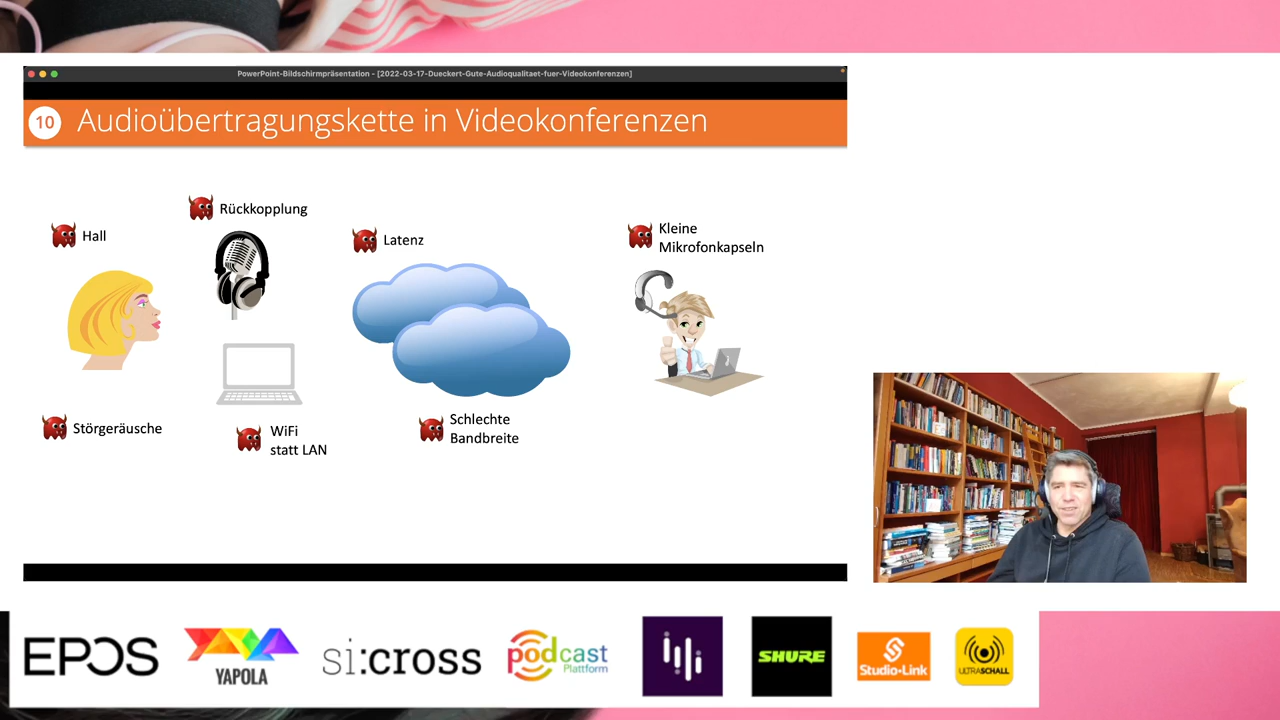 PowerPoint-Bildschirmpräsentation - [2022-03-17-Dueckert-Gute-Audioqualitaet-fuer-Videokonferenzen]
10 Audioübertragungskette in Videokonferenzen
Rückkopplung
Hall
Latenz
Kleine
Mikrofonkapseln
Störgeräusche
WiFi
statt LAN
Schlechte
Bandbreite
EPOS
YAPOLA
si:cross
podcast
Plattform
SHURE
Studio-Link
ULTRASCHALL